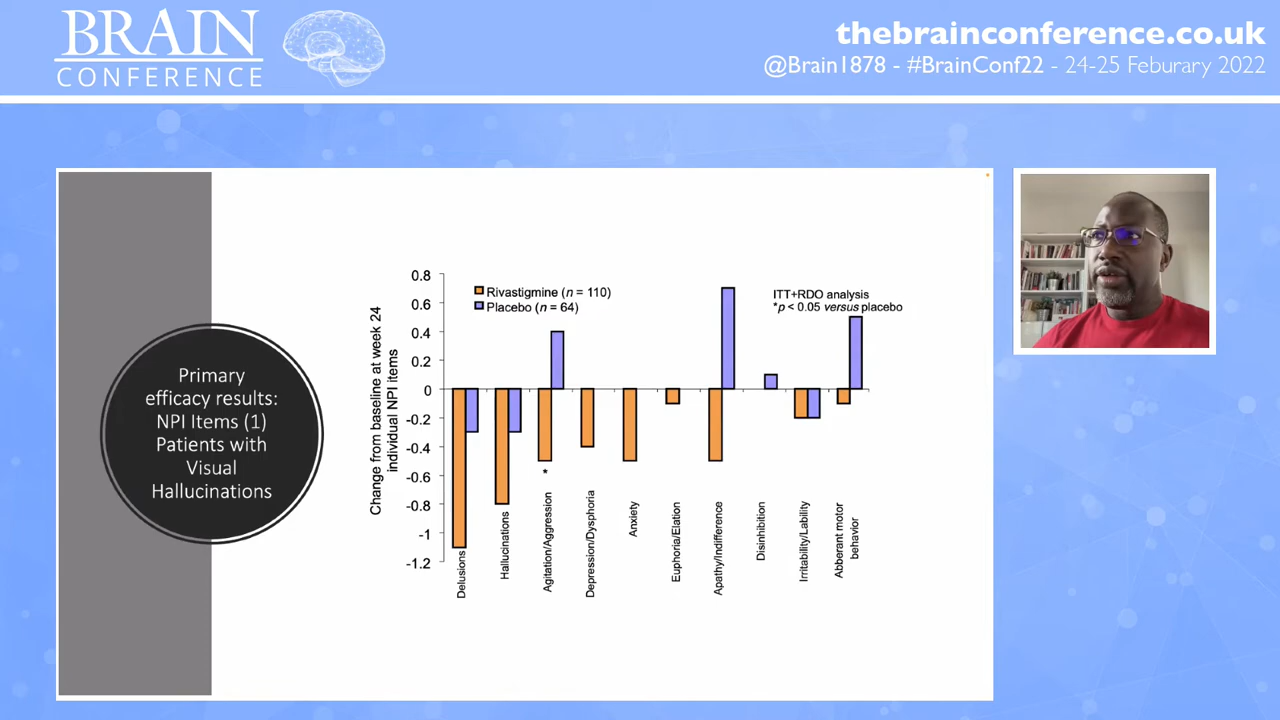 BRAIN
CONFERENCE
thebrainconference.co.uk
@Brain1878 - #BrainConf22 - 24-25 Feburary 2022
Primary
efficacy results:
NPI Items (1)
Patients with
Visual
Hallucinations
Change from baseline at week 24
individual NPI items
0.8
0.6
0.4
0.2
0
-0.2
-0.4
-0.6
-0.8
-1
-1.2
Rivastigmine (n = 110)
Placebo (n = 64)
ITT+RDO analysis
*p < 0.05 versus placebo
*
Delusions
Hallucinations
Agitation/Aggression
Depression/Dysphoria
Anxiety
Euphoria/Elation
Apathy/Indifference
Disinhibition
Irritability/Lability
Abberant motor
behavior